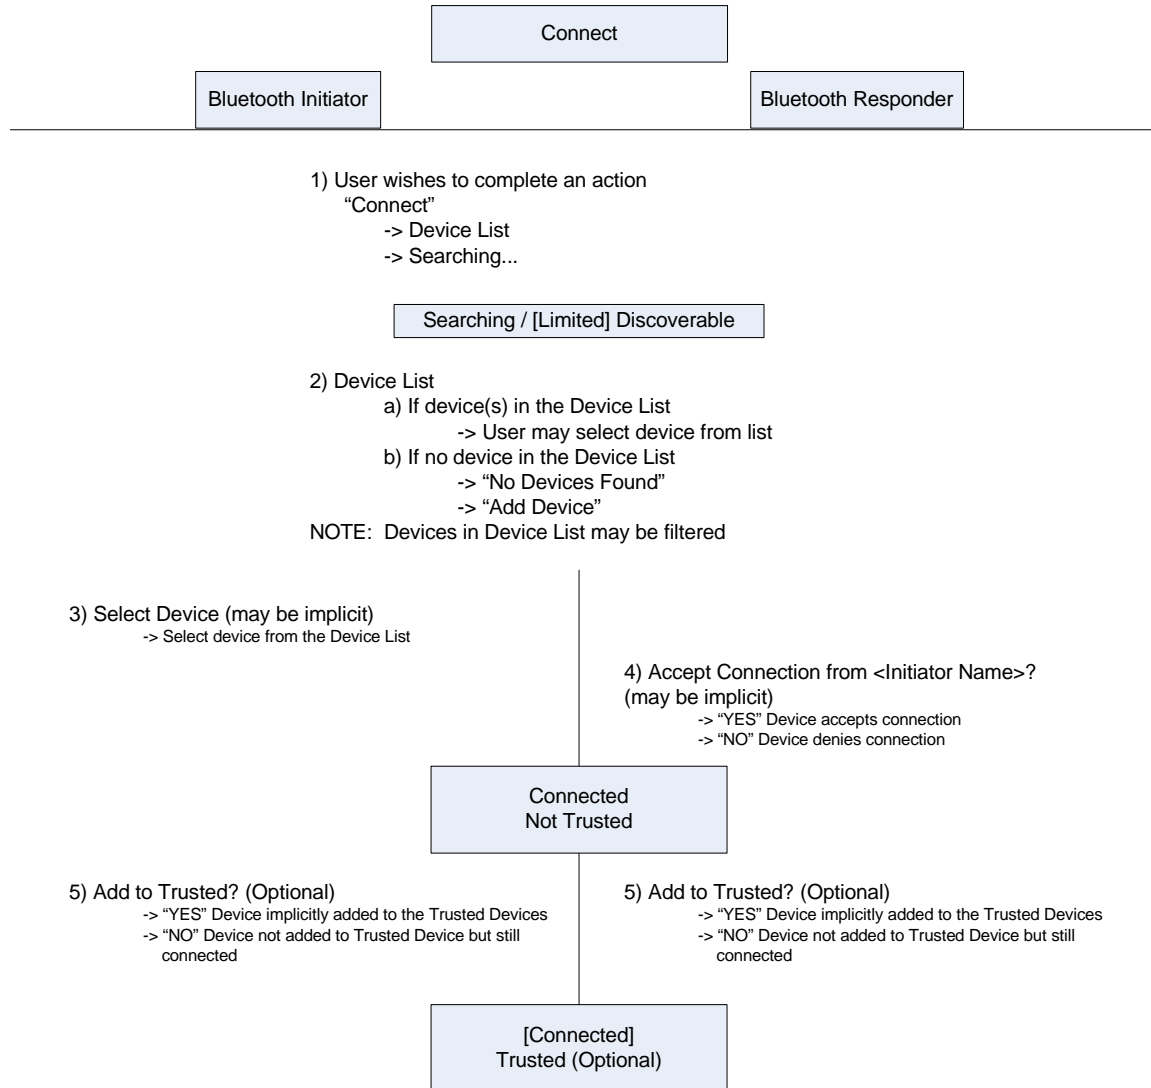 Connect
Bluetooth Initiator
Bluetooth Responder
1) User wishes to complete an action
“Connect”
-> Device List
-> Searching...
Searching / [Limited] Discoverable
2) Device List
a) If device(s) in the Device List
-> User may select device from list
b) If no device in the Device List
-> “No Devices Found”
-> “Add Device”
NOTE:  Devices in Device List may be filtered
3) Select Device (may be implicit)
-> Select device from the Device List
4) Accept Connection from <Initiator Name>?
(may be implicit)
-> “YES” Device accepts connection
-> “NO” Device denies connection
Connected
Not Trusted
5) Add to Trusted? (Optional)
-> “YES” Device implicitly added to the Trusted Devices
-> “NO” Device not added to Trusted Device but still
connected
5) Add to Trusted? (Optional)
-> “YES” Device implicitly added to the Trusted Devices
-> “NO” Device not added to Trusted Device but still
connected
[Connected]
Trusted (Optional)